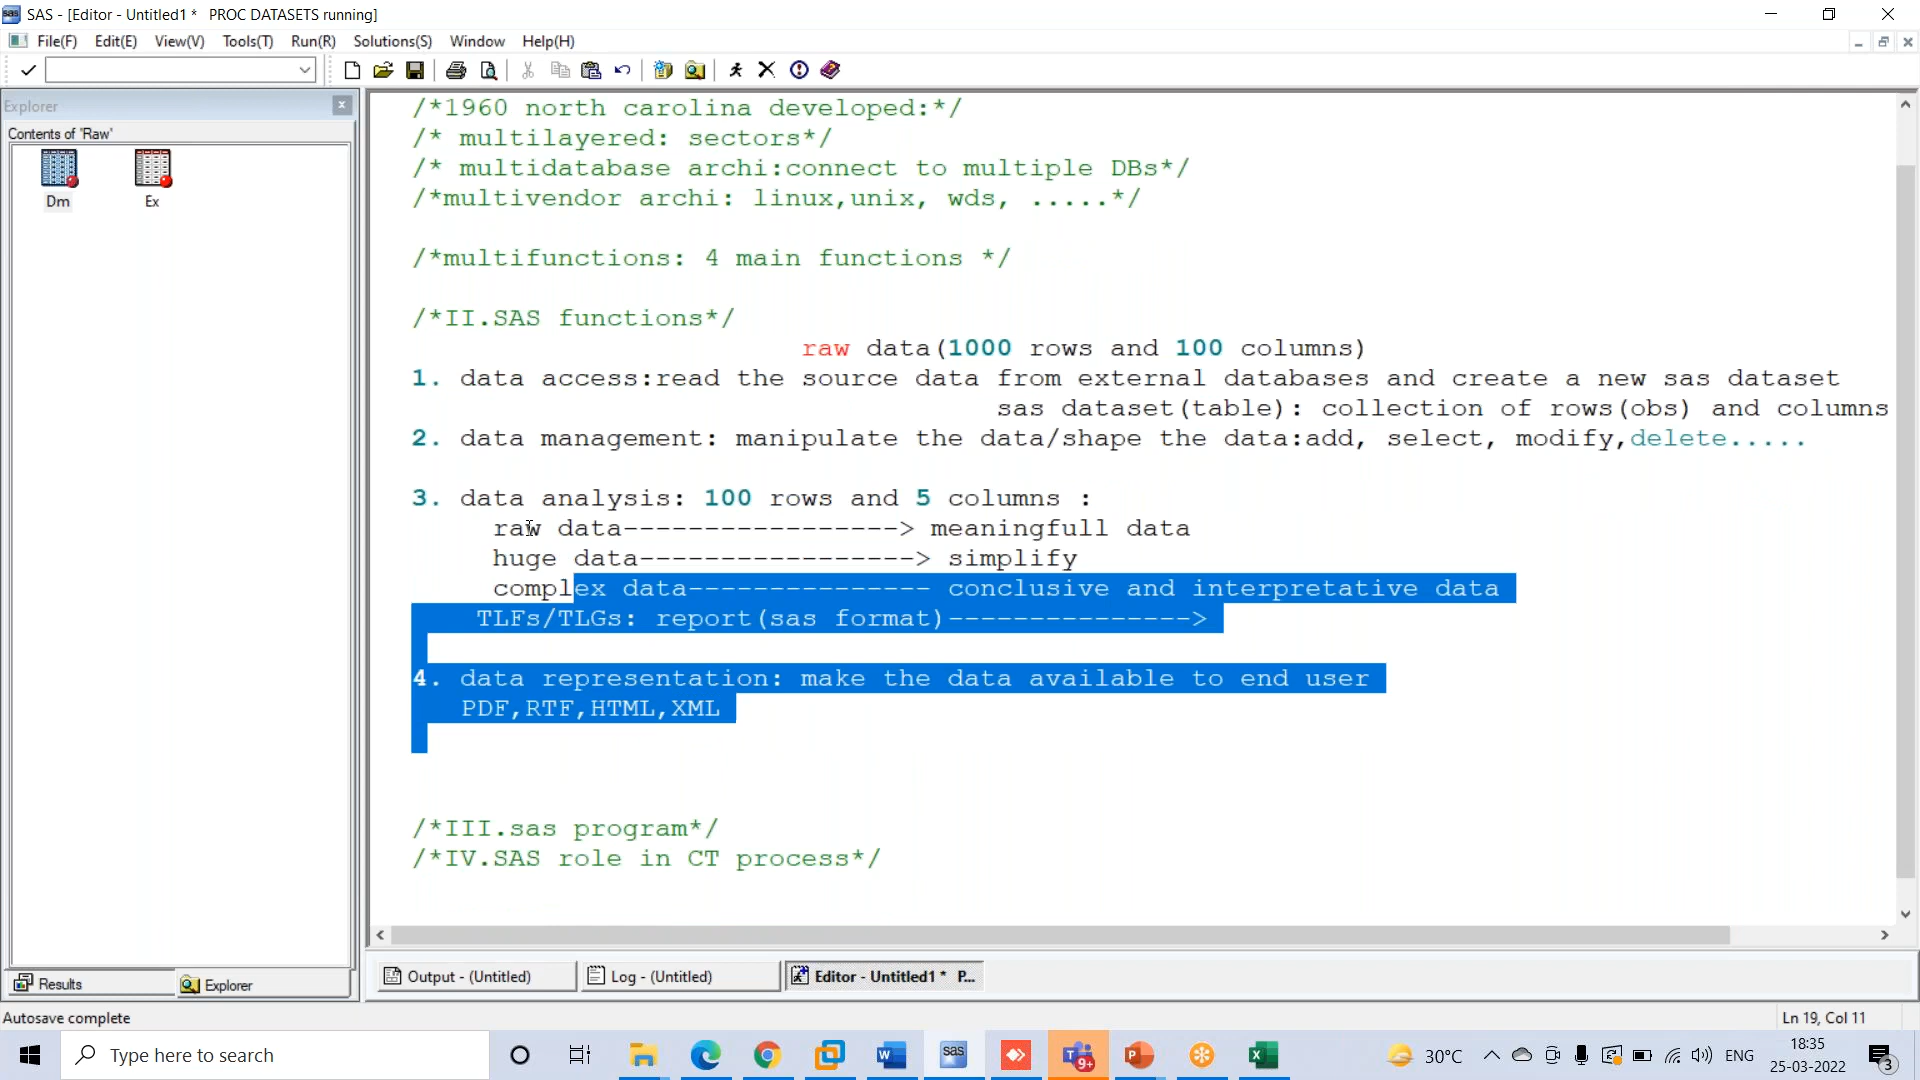 SAS - [Editor - Untitled1 *   PROC DATASETS running]
File(F) Edit(E) View(V) Tools(T) Run(R) Solutions(S) Window Help(H)
Explorer
Contents of 'Raw'
Dm Ex
/*1960 north carolina developed:*/
/* multilayered: sectors*/
/* multidatabase archi:connect to multiple DBs*/
/*multivendor archi: linux,unix, wds, .....*/
/*multifunctions: 4 main functions */
/*II.SAS functions*/
raw data(1000 rows and 100 columns)
1. data access:read the source data from external databases and create a new sas dataset
sas dataset(table): collection of rows(obs) and columns
2. data management: manipulate the data/shape the data:add, select, modify,delete.....
3. data analysis: 100 rows and 5 columns :
raw data-----------------> meaningfull data
huge data-----------------> simplify
complex data--------------- conclusive and interpretative data
TLFs/TLGs: report(sas format)--------------->
4. data representation: make the data available to end user
PDF,RTF,HTML,XML
/*III.sas program*/
/*IV.SAS role in CT process*/
Results Explorer
Output - (Untitled) Log - (Untitled) Editor - Untitled1 * P...
Autosave complete
Ln 19, Col 11
Type here to search
sas
9+
30°C
ENG
18:35
25-03-2022
3